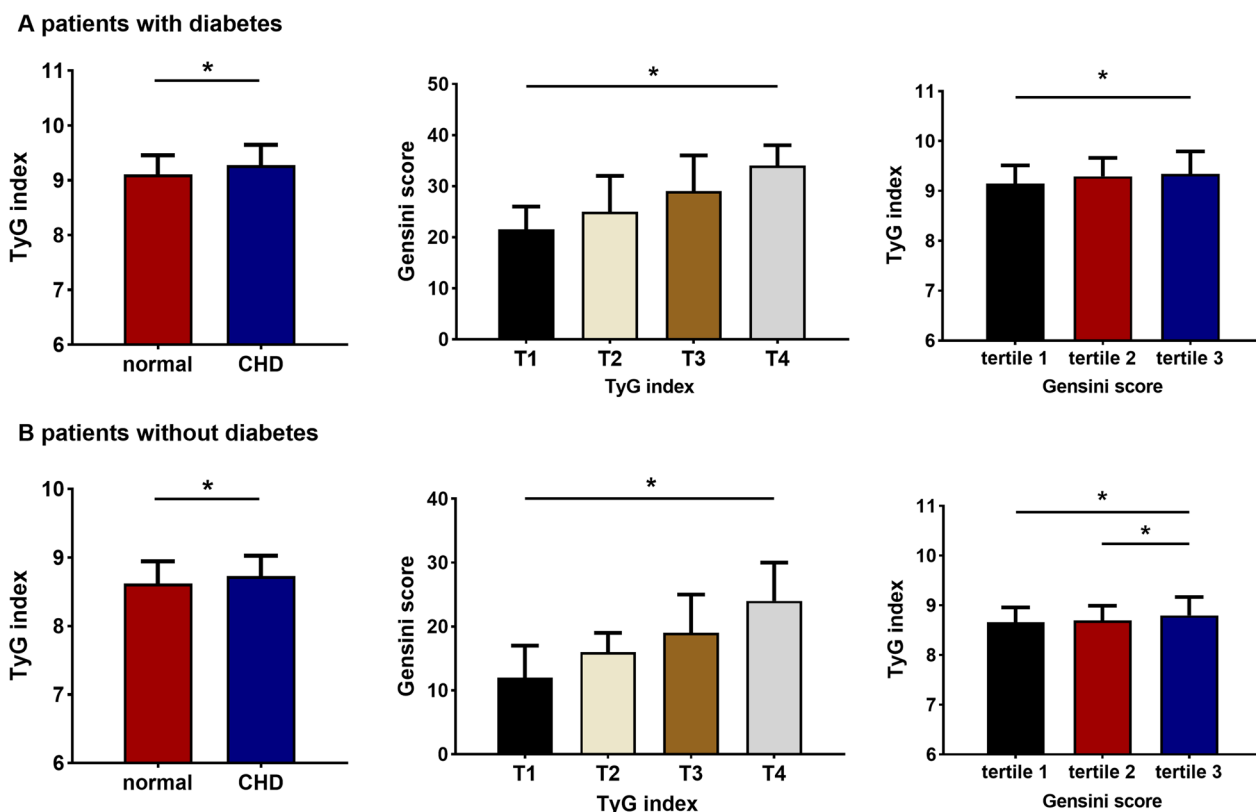 A patients with diabetes
TyG index
11
10
9
8
7
6
*
normal CHD
Gensini score
50
40
30
20
10
0
*
T1 T2 T3 T4
TyG index
TyG index
11
10
9
8
7
6
*
tertile 1 tertile 2 tertile 3
Gensini score
B patients without diabetes
TyG index
10
9
8
7
6
*
normal CHD
Gensini score
40
30
20
10
0
*
T1 T2 T3 T4
TyG index
TyG index
11
10
9
8
7
6
*
*
tertile 1 tertile 2 tertile 3
Gensini score